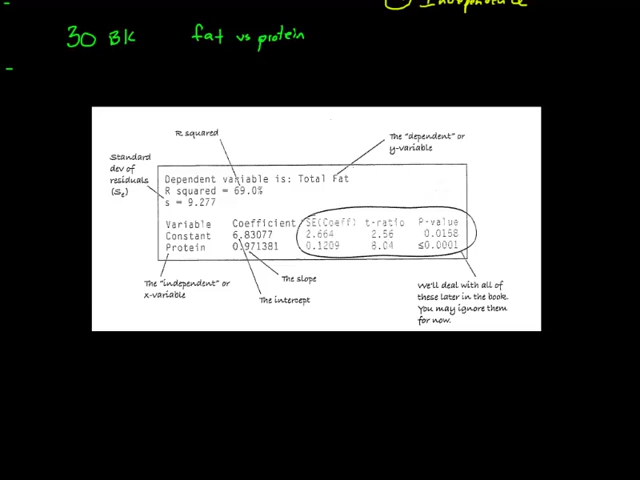 Independence
30 BK fat vs protein
R squared
The "dependent" or
y-variable
Standard
dev of
residuals
(Se)
Dependent variable is: Total Fat
R squared = 69.0%
s = 9.277
Variable Coefficient SE(Coeff) t-ratio P-value
Constant 6.83077 2.664 2.56 0.0158
Protein 0.971381 0.1209 8.04 ≤0.0001
The "independent" or
x-variable
The slope
The intercept
We'll deal with all of
these later in the book.
You may ignore them
for now.